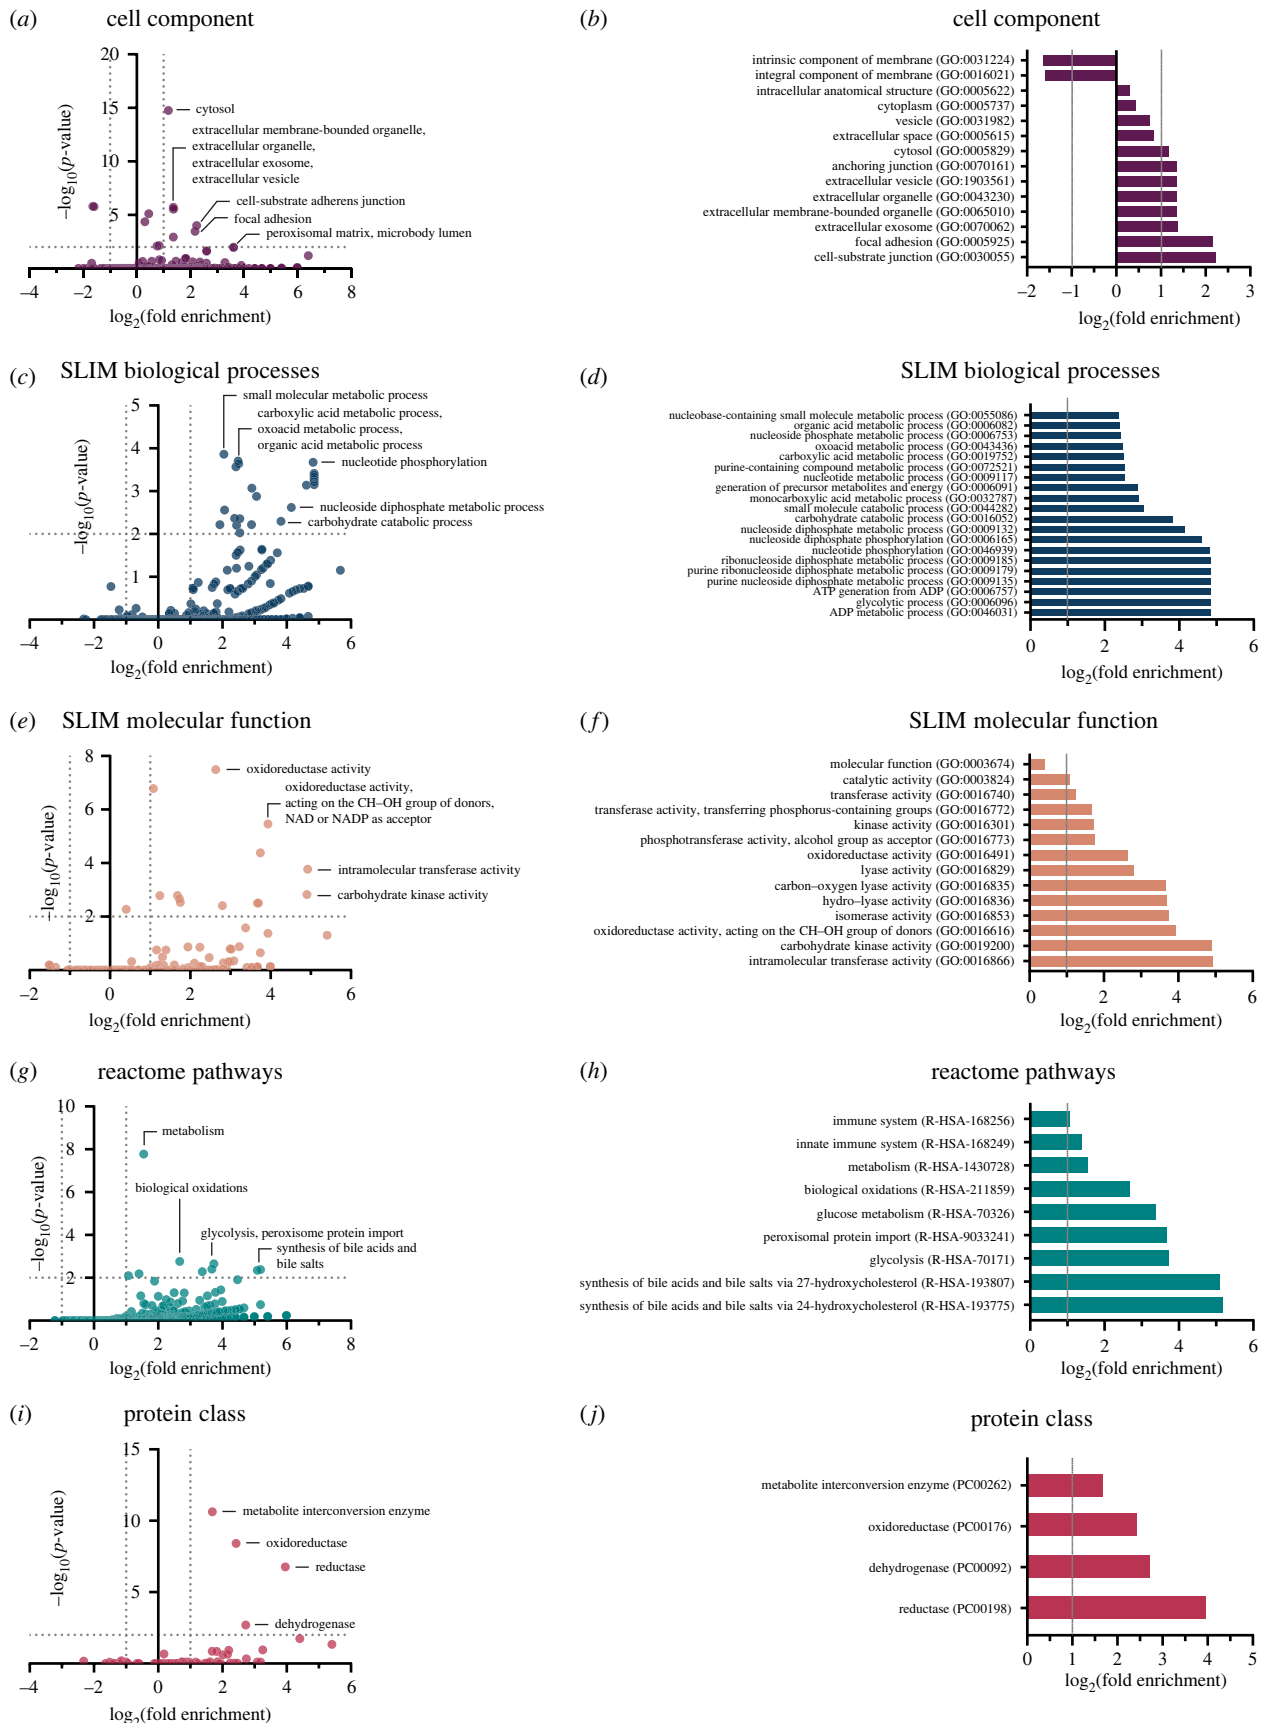 (a) cell component
20
15
10
5
0
–log10(p-value)
cytosol
extracellular membrane-bounded organelle,
extracellular organelle,
extracellular exosome,
extracellular vesicle
cell-substrate adherens junction
focal adhesion
peroxisomal matrix, microbody lumen
–4 –2 0 2 4 6 8
log2(fold enrichment)
(b) cell component
intrinsic component of membrane (GO:0031224)
integral component of membrane (GO:0016021)
intracellular anatomical structure (GO:0005622)
cytoplasm (GO:0005737)
vesicle (GO:0031982)
extracellular space (GO:0005615)
cytosol (GO:0005829)
anchoring junction (GO:0070161)
extracellular vesicle (GO:1903561)
extracellular organelle (GO:0043230)
extracellular membrane-bounded organelle (GO:0065010)
extracellular exosome (GO:0070062)
focal adhesion (GO:0005925)
cell-substrate junction (GO:0030055)
–2 –1 0 1 2 3
log2(fold enrichment)
(c) SLIM biological processes
5
4
3
2
1
–log10(p-value)
small molecular metabolic process
carboxylic acid metabolic process,
oxoacid metabolic process,
organic acid metabolic process
nucleotide phosphorylation
nucleoside diphosphate metabolic process
carbohydrate catabolic process
–4 –2 0 2 4 6
log2(fold enrichment)
(d) SLIM biological processes
nucleobase-containing small molecule metabolic process (GO:0055086)
organic acid metabolic process (GO:0006082)
nucleoside phosphate metabolic process (GO:0006753)
oxoacid metabolic process (GO:0043436)
carboxylic acid metabolic process (GO:0019752)
purine-containing compound metabolic process (GO:0072521)
nucleotide metabolic process (GO:0009117)
generation of precursor metabolites and energy (GO:0006091)
monocarboxylic acid metabolic process (GO:0032787)
small molecule catabolic process (GO:0044282)
carbohydrate catabolic process (GO:0016052)
nucleoside diphosphate metabolic process (GO:0009132)
nucleoside diphosphate phosphorylation (GO:0006165)
nucleotide phosphorylation (GO:0046939)
ribonucleoside diphosphate metabolic process (GO:0009185)
purine ribonucleoside diphosphate metabolic process (GO:0009179)
purine nucleoside diphosphate metabolic process (GO:0009135)
ATP generation from ADP (GO:0006757)
glycolytic process (GO:0006096)
ADP metabolic process (GO:0046031)
0 2 4 6
log2(fold enrichment)
(e) SLIM molecular function
8
6
4
2
0
–log10(p-value)
oxidoreductase activity
oxidoreductase activity,
acting on the CH–OH group of donors,
NAD or NADP as acceptor
intramolecular transferase activity
carbohydrate kinase activity
–2 0 2 4 6
log2(fold enrichment)
(f) SLIM molecular function
molecular function (GO:0003674)
catalytic activity (GO:0003824)
transferase activity (GO:0016740)
transferase activity, transferring phosphorus-containing groups (GO:0016772)
kinase activity (GO:0016301)
phosphotransferase activity, alcohol group as acceptor (GO:0016773)
oxidoreductase activity (GO:0016491)
lyase activity (GO:0016829)
carbon–oxygen lyase activity (GO:0016835)
hydro–lyase activity (GO:0016836)
isomerase activity (GO:0016853)
oxidoreductase activity, acting on the CH–OH group of donors (GO:0016616)
carbohydrate kinase activity (GO:0019200)
intramolecular transferase activity (GO:0016866)
0 2 4 6
log2(fold enrichment)
(g) reactome pathways
10
8
6
4
2
–log10(p-value)
metabolism
biological oxidations
glycolysis, peroxisome protein import
synthesis of bile acids and
bile salts
–2 0 2 4 6 8
log2(fold enrichment)
(h) reactome pathways
immune system (R-HSA-168256)
innate immune system (R-HSA-168249)
metabolism (R-HSA-1430728)
biological oxidations (R-HSA-211859)
glucose metabolism (R-HSA-70326)
peroxisomal protein import (R-HSA-9033241)
glycolysis (R-HSA-70171)
synthesis of bile acids and bile salts via 27-hydroxycholesterol (R-HSA-193807)
synthesis of bile acids and bile salts via 24-hydroxycholesterol (R-HSA-193775)
0 2 4 6
log2(fold enrichment)
(i) protein class
15
10
5
–log10(p-value)
metabolite interconversion enzyme
oxidoreductase
reductase
dehydrogenase
–4 –2 0 2 4 6
log2(fold enrichment)
(j) protein class
metabolite interconversion enzyme (PC00262)
oxidoreductase (PC00176)
dehydrogenase (PC00092)
reductase (PC00198)
0 1 2 3 4 5
log2(fold enrichment)